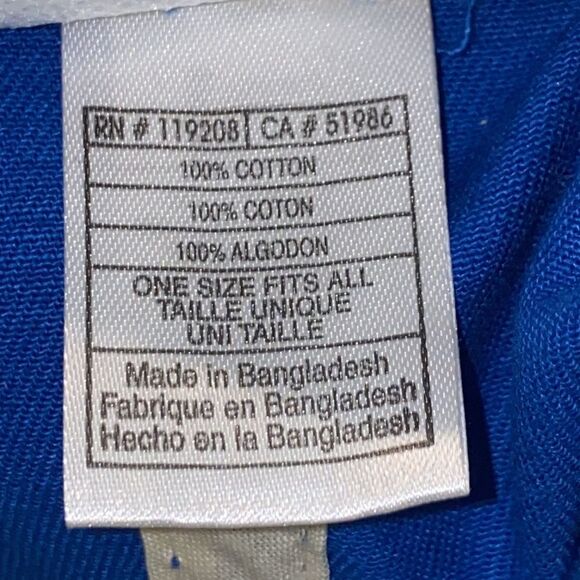 RN # 119208 CA # 51986
100% COTTON
100% COTON
100% ALGODON
ONE SIZE FITS ALL
TAILLE UNIQUE
UNI TAILLE
Made in Bangladesh
Fabrique en Bangladesh
Hecho en la Bangladesh